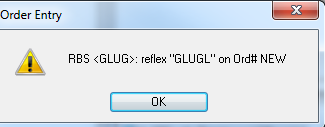 Order Entry
RBS <GLUG>: reflex "GLUGL" on Ord# NEW
OK